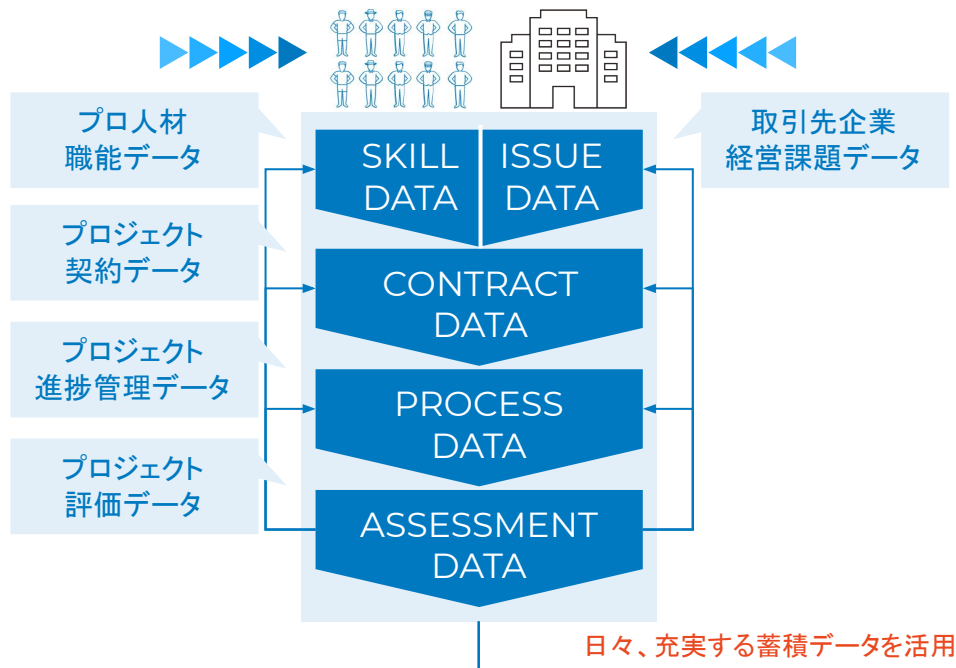 プロ人材
職能データ
取引先企業
経営課題データ
SKILL
DATA
ISSUE
DATA
プロジェクト
契約データ
CONTRACT
DATA
プロジェクト
進捗管理データ
PROCESS
DATA
プロジェクト
評価データ
ASSESSMENT
DATA
日々、充実する蓄積データを活用